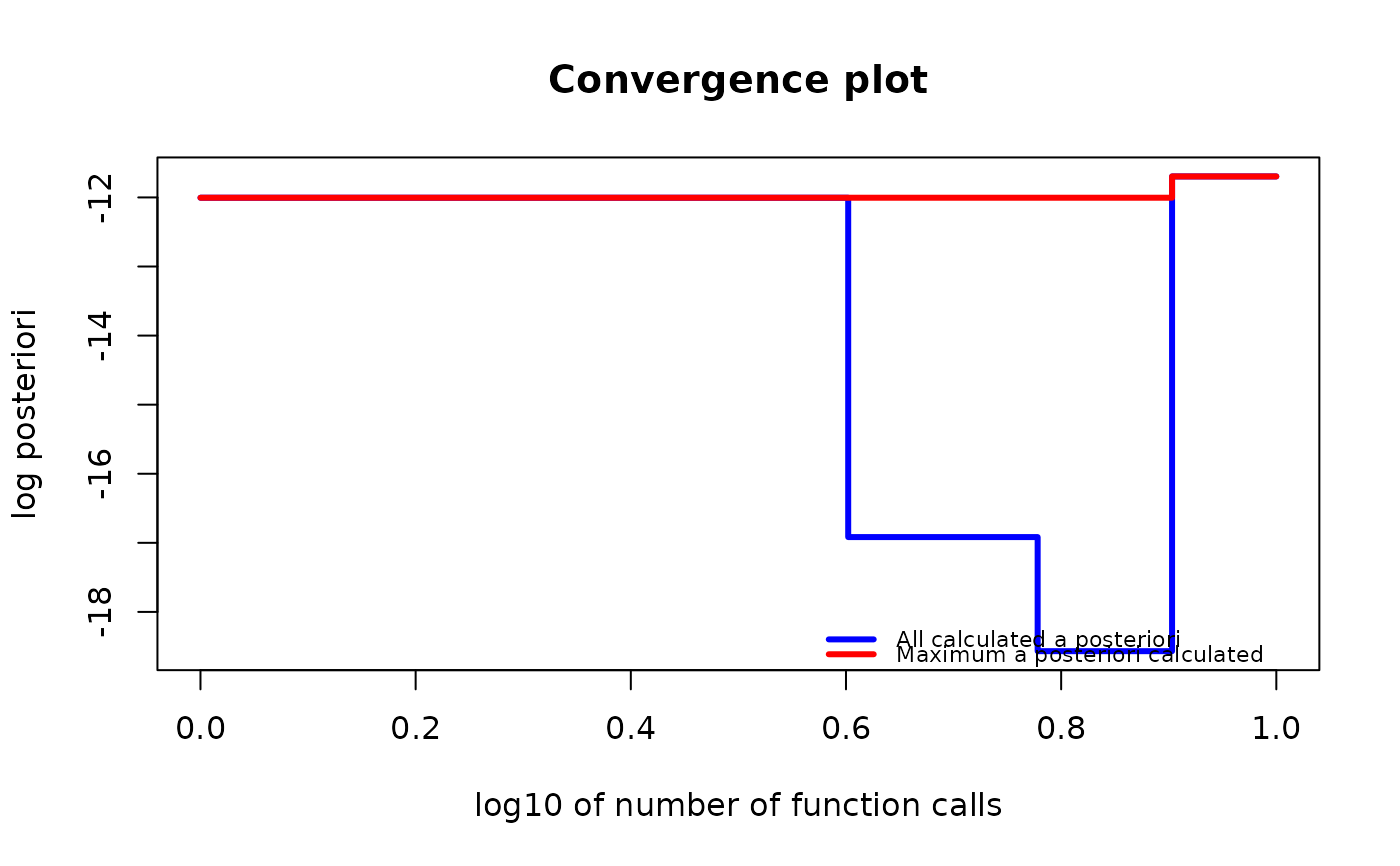 Convergence plot
log posteriori
-12
-14
-16
-18
All calculated a posteriori
Maximum a posteriori calculated
0.0 0.2 0.4 0.6 0.8 1.0
log10 of number of function calls